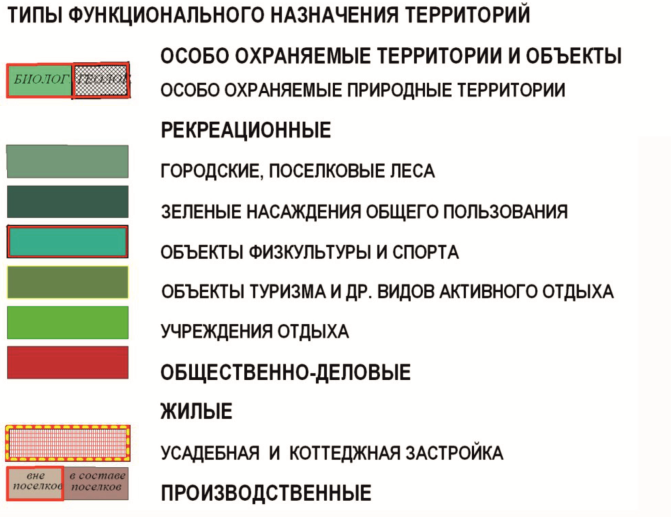 ТИПЫ ФУНКЦИОНАЛЬНОГО НАЗНАЧЕНИЯ ТЕРРИТОРИЙ
ОСОБО ОХРАНЯЕМЫЕ ТЕРРИТОРИИ И ОБЪЕКТЫ
БИОЛОГ ГЕОЛОГ
ОСОБО ОХРАНЯЕМЫЕ ПРИРОДНЫЕ ТЕРРИТОРИИ
РЕКРЕАЦИОННЫЕ
ГОРОДСКИЕ, ПОСЕЛКОВЫЕ ЛЕСА
ЗЕЛЕНЫЕ НАСАЖДЕНИЯ ОБЩЕГО ПОЛЬЗОВАНИЯ
ОБЪЕКТЫ ФИЗКУЛЬТУРЫ И СПОРТА
ОБЪЕКТЫ ТУРИЗМА И ДР. ВИДОВ АКТИВНОГО ОТДЫХА
УЧРЕЖДЕНИЯ ОТДЫХА
ОБЩЕСТВЕННО-ДЕЛОВЫЕ
ЖИЛЫЕ
УСАДЕБНАЯ И КОТТЕДЖНАЯ ЗАСТРОЙКА
вне поселков
в составе поселков
ПРОИЗВОДСТВЕННЫЕ